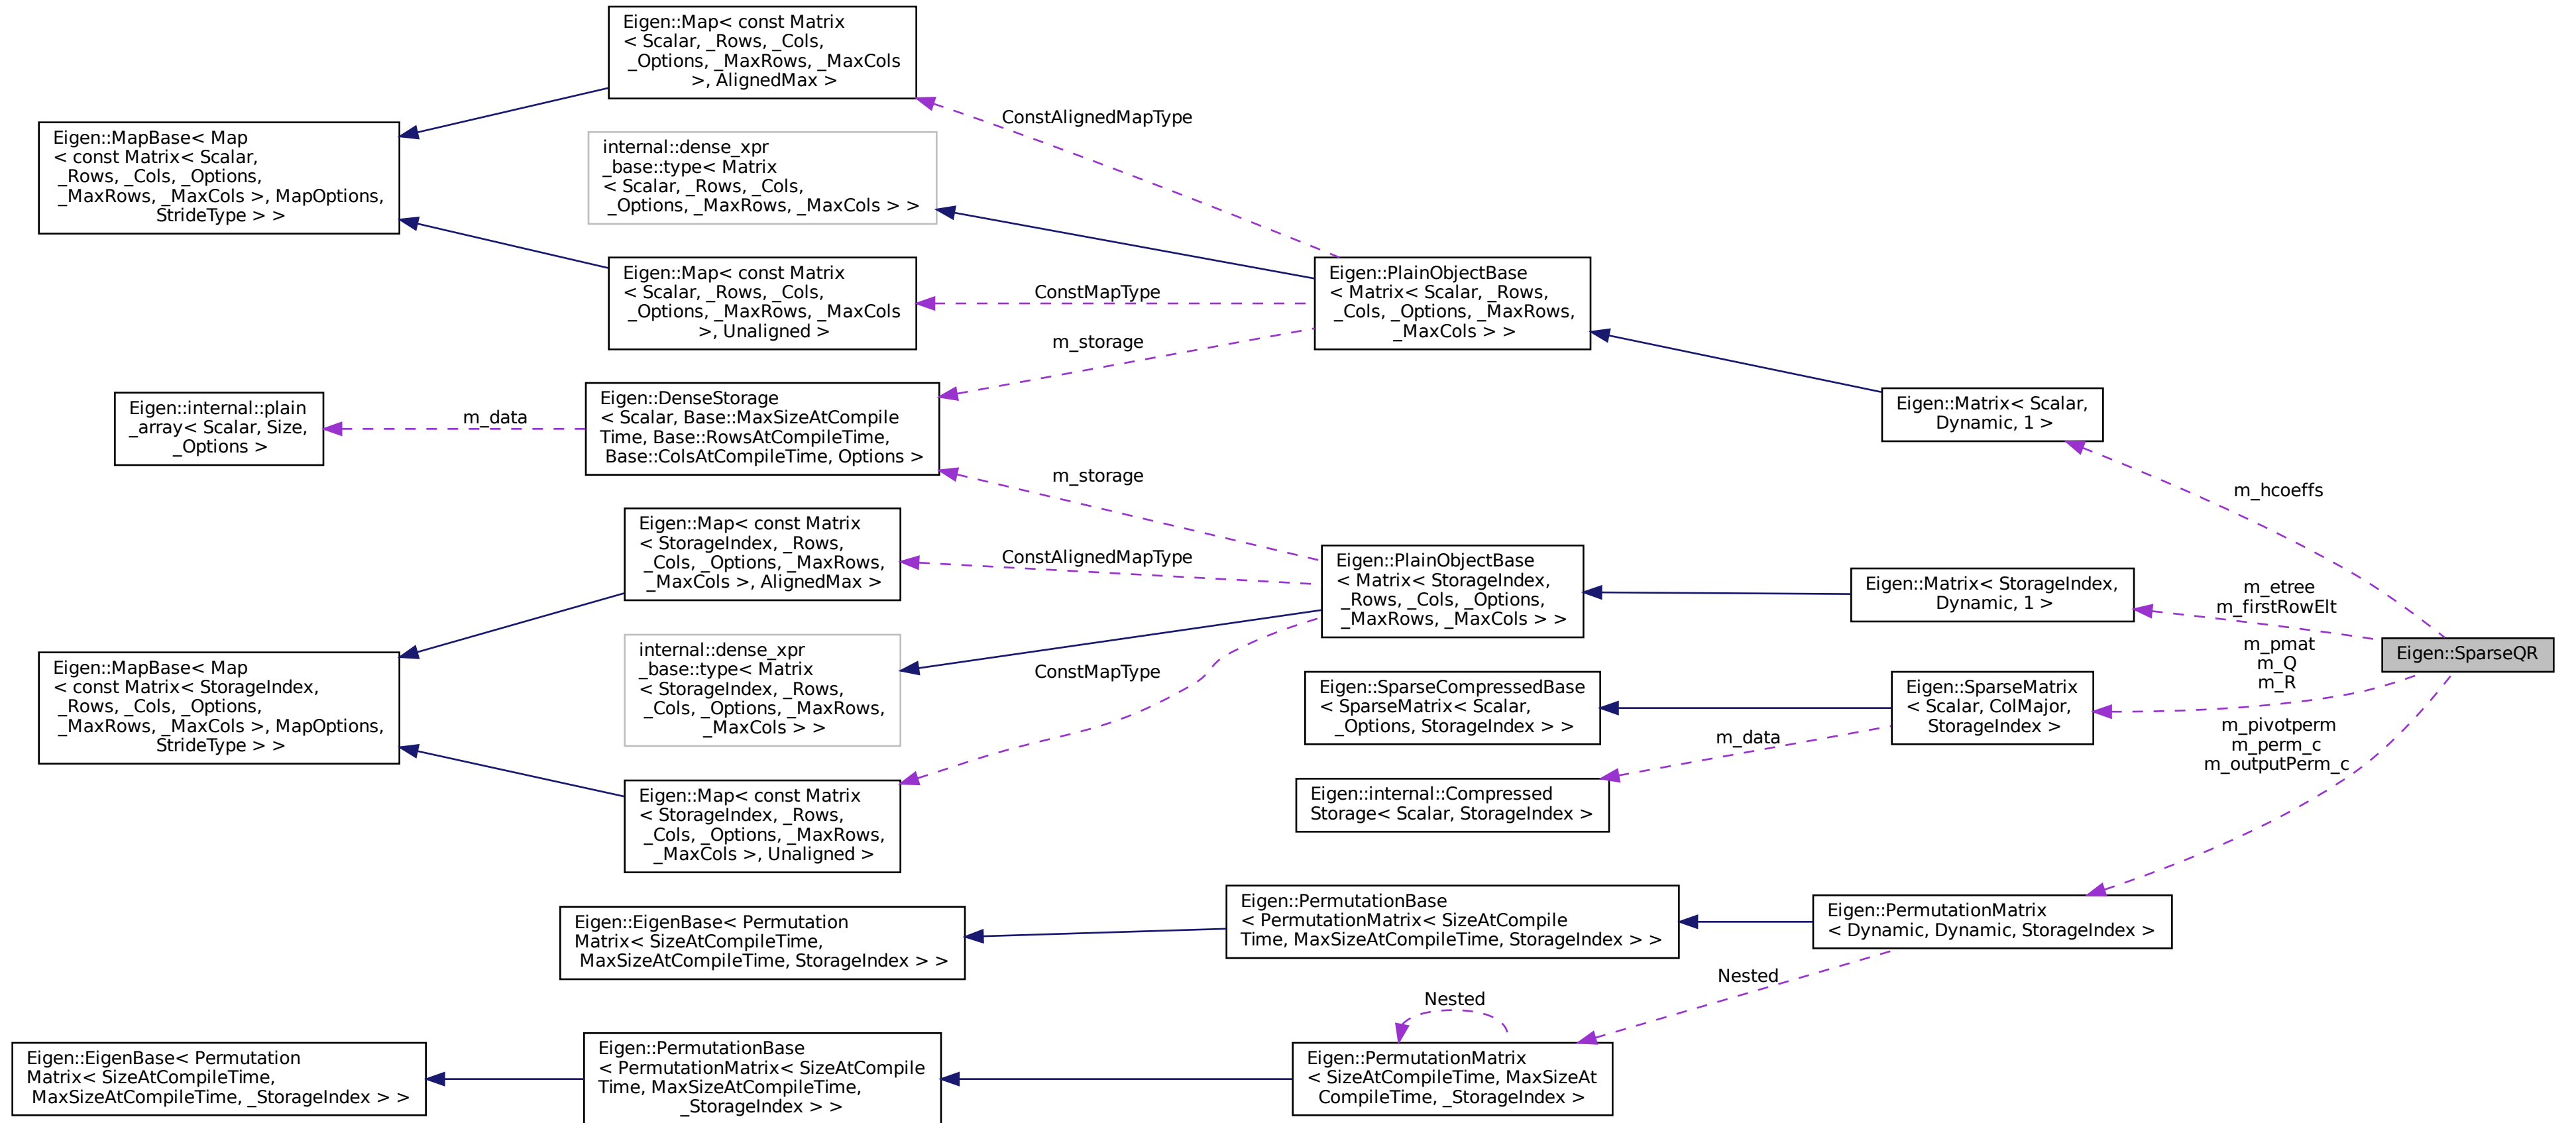 Eigen::Map< const Matrix
< Scalar, _Rows, _Cols,
_Options, _MaxRows, _MaxCols
>, AlignedMax >
ConstAlignedMapType
Eigen::MapBase< Map
< const Matrix< Scalar,
_Rows, _Cols, _Options,
_MaxRows, _MaxCols >, MapOptions,
StrideType > >
internal::dense_xpr
_base::type< Matrix
< Scalar, _Rows, _Cols,
_Options, _MaxRows, _MaxCols > >
Eigen::Map< const Matrix
< Scalar, _Rows, _Cols,
_Options, _MaxRows, _MaxCols
>, Unaligned >
ConstMapType
Eigen::PlainObjectBase
< Matrix< Scalar, _Rows,
_Cols, _Options, _MaxRows,
_MaxCols > >
m_storage
Eigen::internal::plain
_array< Scalar, Size,
_Options >
m_data
Eigen::DenseStorage
< Scalar, Base::MaxSizeAtCompile
Time, Base::RowsAtCompileTime,
Base::ColsAtCompileTime, Options >
Eigen::Matrix< Scalar,
Dynamic, 1 >
m_storage
m_hcoeffs
Eigen::Map< const Matrix
< StorageIndex, _Rows,
_Cols, _Options, _MaxRows,
_MaxCols >, AlignedMax >
ConstAlignedMapType
Eigen::PlainObjectBase
< Matrix< StorageIndex,
_Rows, _Cols, _Options,
_MaxRows, _MaxCols > >
Eigen::Matrix< StorageIndex,
Dynamic, 1 >
m_etree
m_firstRowElt
Eigen::SparseQR
Eigen::MapBase< Map
< const Matrix< StorageIndex,
_Rows, _Cols, _Options,
_MaxRows, _MaxCols >, MapOptions,
StrideType > >
internal::dense_xpr
_base::type< Matrix
< StorageIndex, _Rows,
_Cols, _Options, _MaxRows,
_MaxCols > >
ConstMapType
Eigen::SparseCompressedBase
< SparseMatrix< Scalar,
_Options, StorageIndex > >
Eigen::SparseMatrix
< Scalar, ColMajor,
StorageIndex >
m_pmat
m_Q
m_R
m_data
m_pivotperm
m_perm_c
m_outputPerm_c
Eigen::internal::Compressed
Storage< Scalar, StorageIndex >
Eigen::Map< const Matrix
< StorageIndex, _Rows,
_Cols, _Options, _MaxRows,
_MaxCols >, Unaligned >
Eigen::EigenBase< Permutation
Matrix< SizeAtCompileTime,
MaxSizeAtCompileTime, StorageIndex > >
Eigen::PermutationBase
< PermutationMatrix< SizeAtCompile
Time, MaxSizeAtCompileTime, StorageIndex > >
Eigen::PermutationMatrix
< Dynamic, Dynamic, StorageIndex >
Nested
Nested
Eigen::EigenBase< Permutation
Matrix< SizeAtCompileTime,
MaxSizeAtCompileTime, _StorageIndex > >
Eigen::PermutationBase
< PermutationMatrix< SizeAtCompile
Time, MaxSizeAtCompileTime,
_StorageIndex > >
Eigen::PermutationMatrix
< SizeAtCompileTime, MaxSizeAt
CompileTime, _StorageIndex >